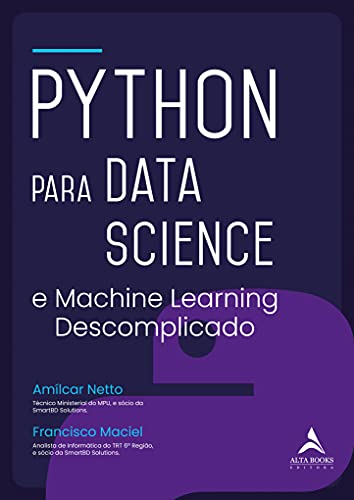 PYTHON
PARA DATA
SCIENCE
e Machine Learning
Descomplicado
Amílcar Netto
Técnico Ministerial do MPU, e sócio da
SmartBD Solutions.
Francisco Maciel
Analista de Informática do TRT 6ª Região,
e sócio da SmartBD Solutions.
ALTA BOOKS
EDITORA